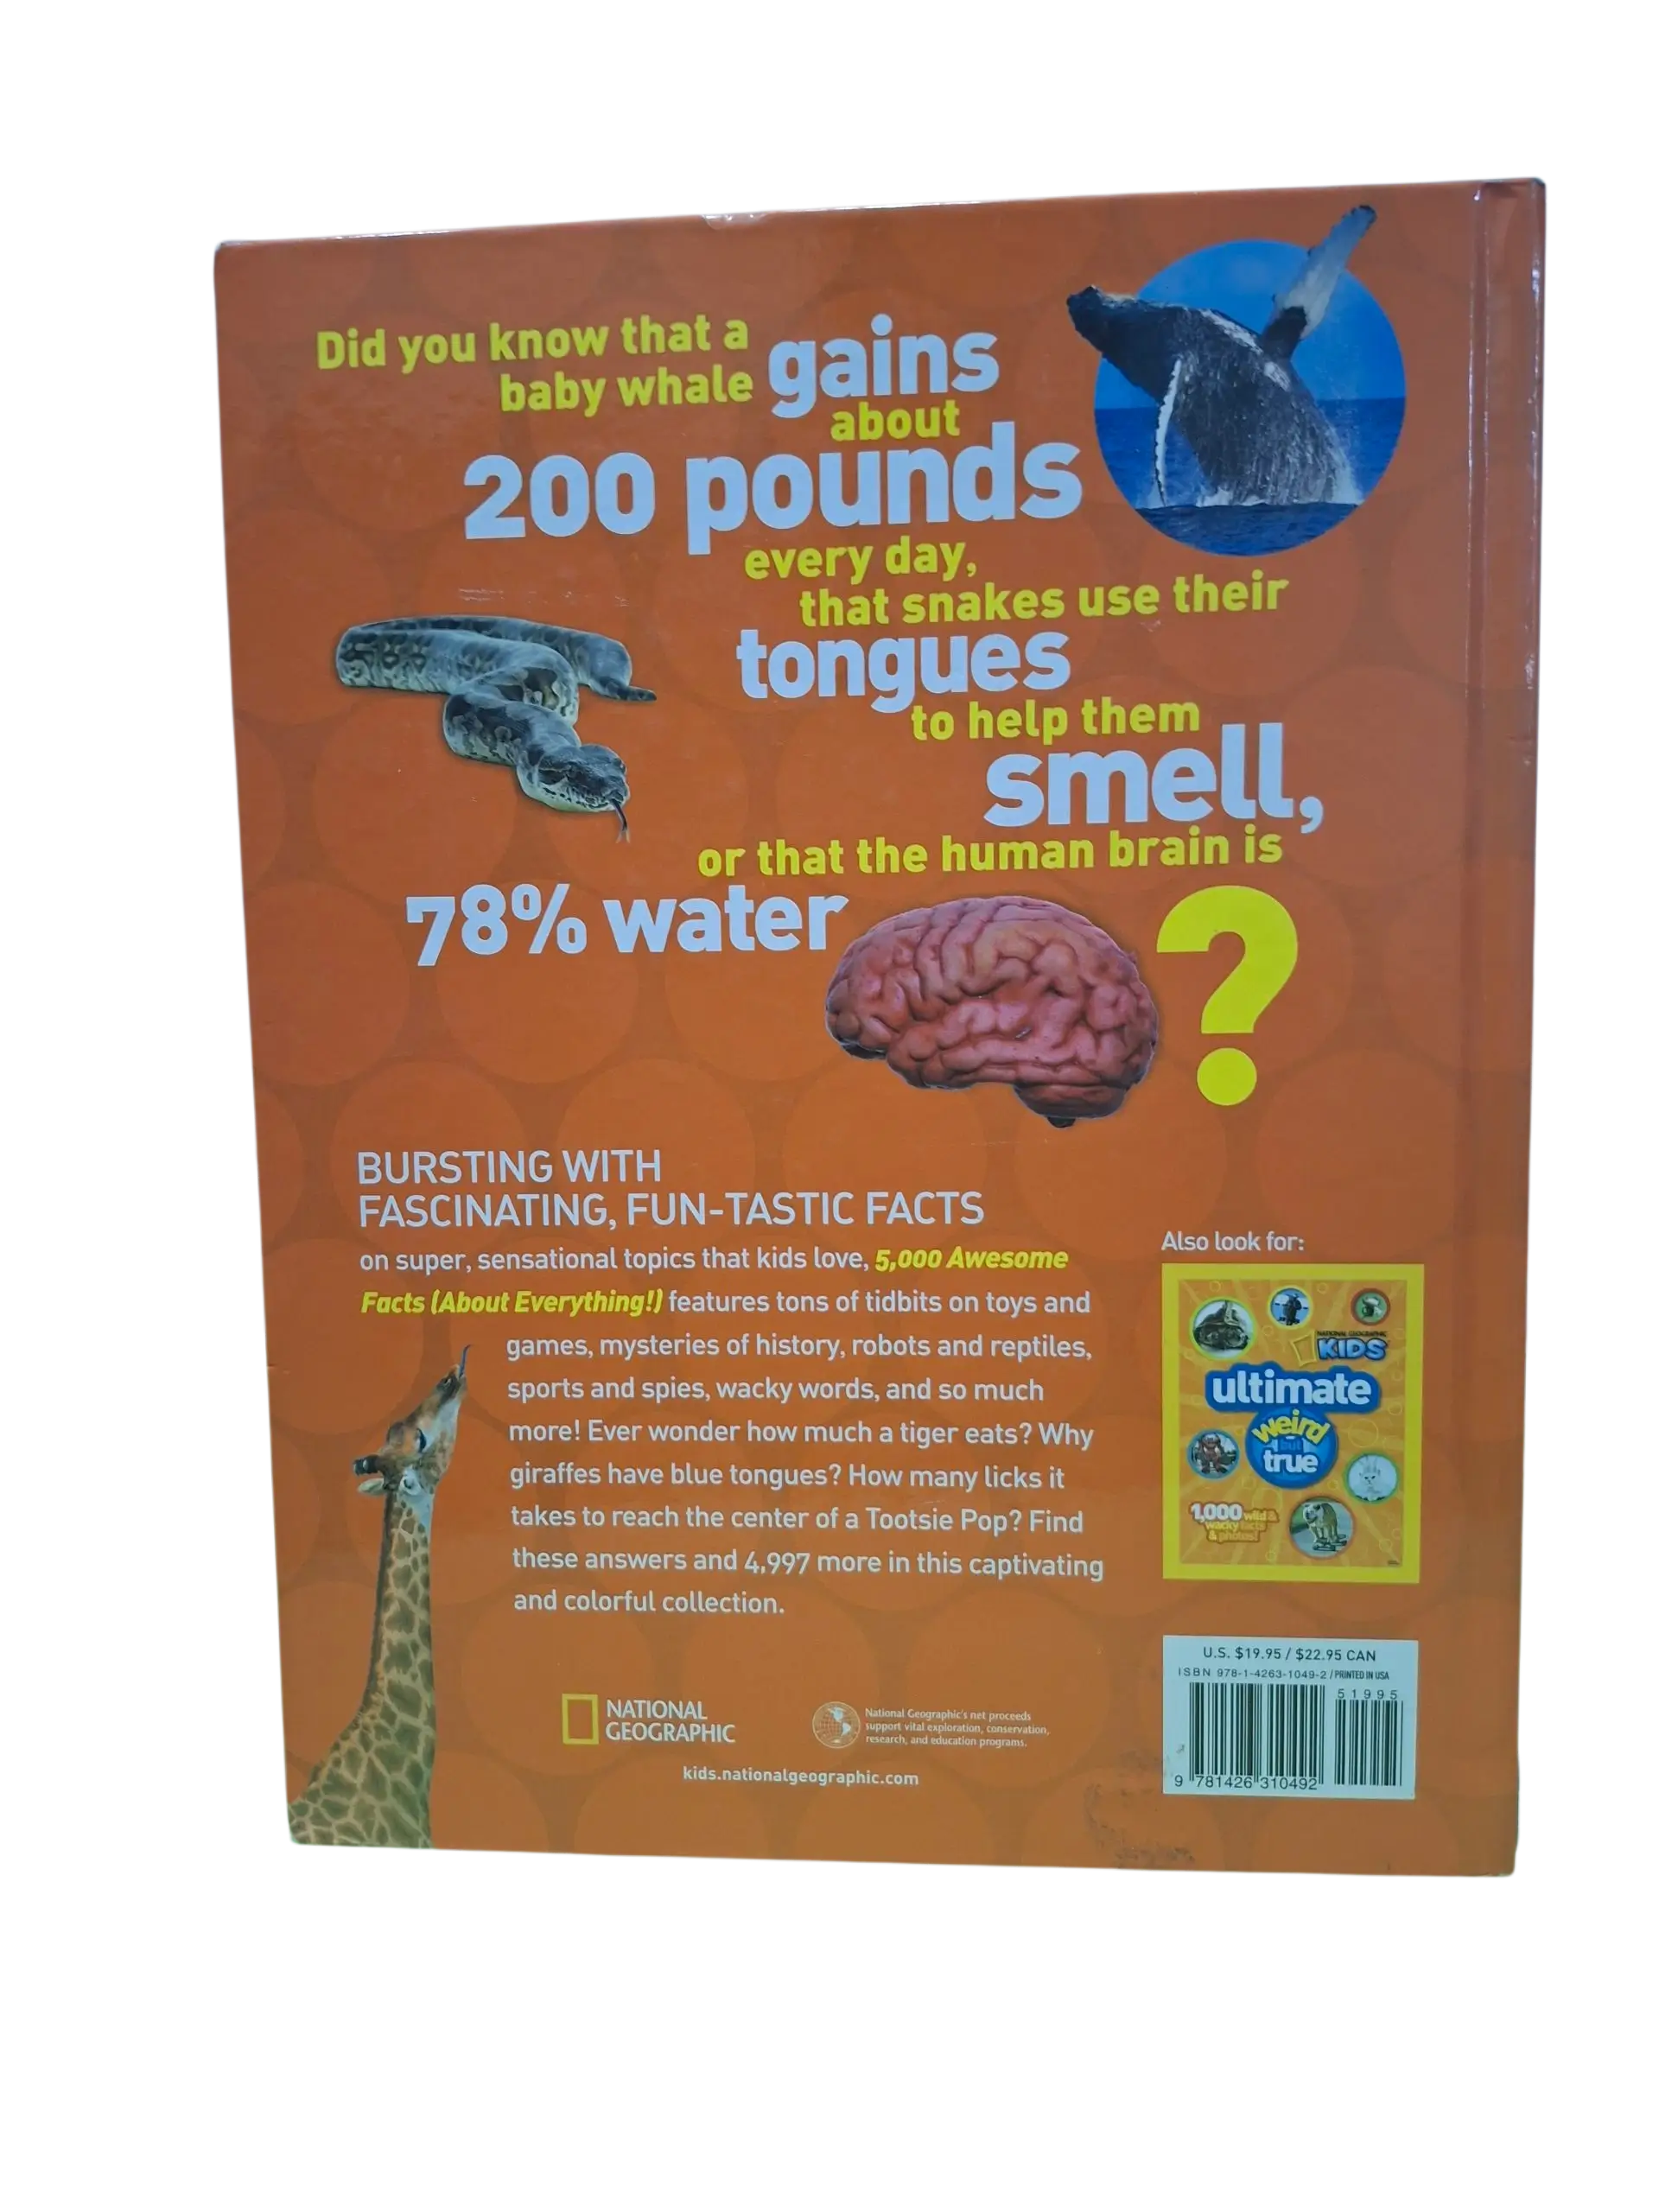 Did you know that a
baby whale gains
about
200 pounds
every day,
that snakes use their
tongues
to help them
smell,
or that the human brain is
78% water
?
BURSTING WITH
FASCINATING, FUN-TASTIC FACTS
on super, sensational topics that kids love, 5,000 Awesome
Facts (About Everything!) features tons of tidbits on toys and
games, mysteries of history, robots and reptiles,
sports and spies, wacky words, and so much
more! Ever wonder how much a tiger eats? Why
giraffes have blue tongues? How many licks it
takes to reach the center of a Tootsie Pop? Find
these answers and 4,997 more in this captivating
and colorful collection.
Also look for:
NATIONAL GEOGRAPHIC
KIDS
ultimate
weird
but
true
1,000 wild &
wacky facts
& photos!
NATIONAL
GEOGRAPHIC
National Geographic's net proceeds
support vital exploration, conservation,
research, and education programs.
kids.nationalgeographic.com
U.S. $19.95 / $22.95 CAN
ISBN 978-1-4263-1049-2 / PRINTED IN USA
51995
9 781426 310492